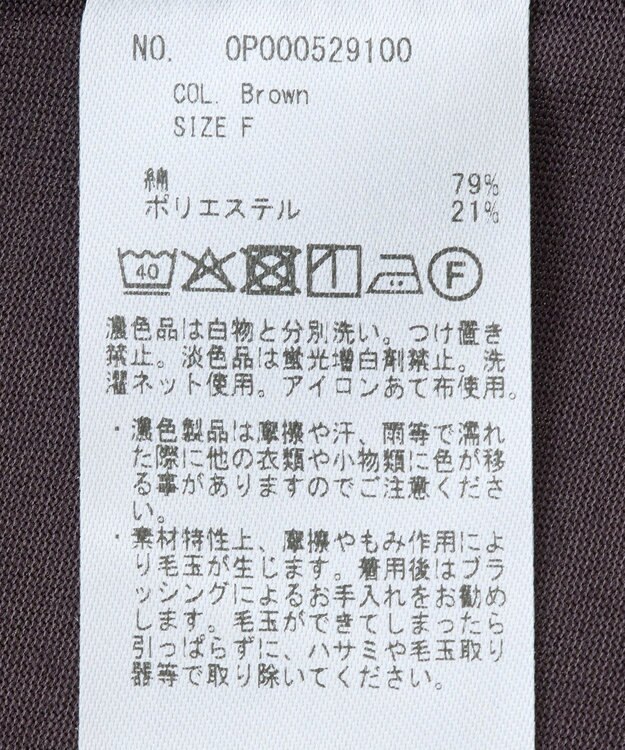 NO. OP000529100
COL. Brown
SIZE F
綿 79%
ポリエステル 21%
40 F
濃色品は白物と分別洗い。つけ置き
禁止。淡色品は蛍光増白剤禁止。洗
濯ネット使用。アイロンあて布使用。
・濃色製品は摩擦や汗、雨等で濡れ
た際に他の衣類や小物類に色が移
る事がありますのでご注意くださ
い。
・素材特性上、摩擦やもみ作用によ
り毛玉が生じます。着用後はブラ
ッシングによるお手入れをお勧め
します。毛玉ができてしまったら
引っぱらずに、ハサミや毛玉取り
器等で取り除いてください。